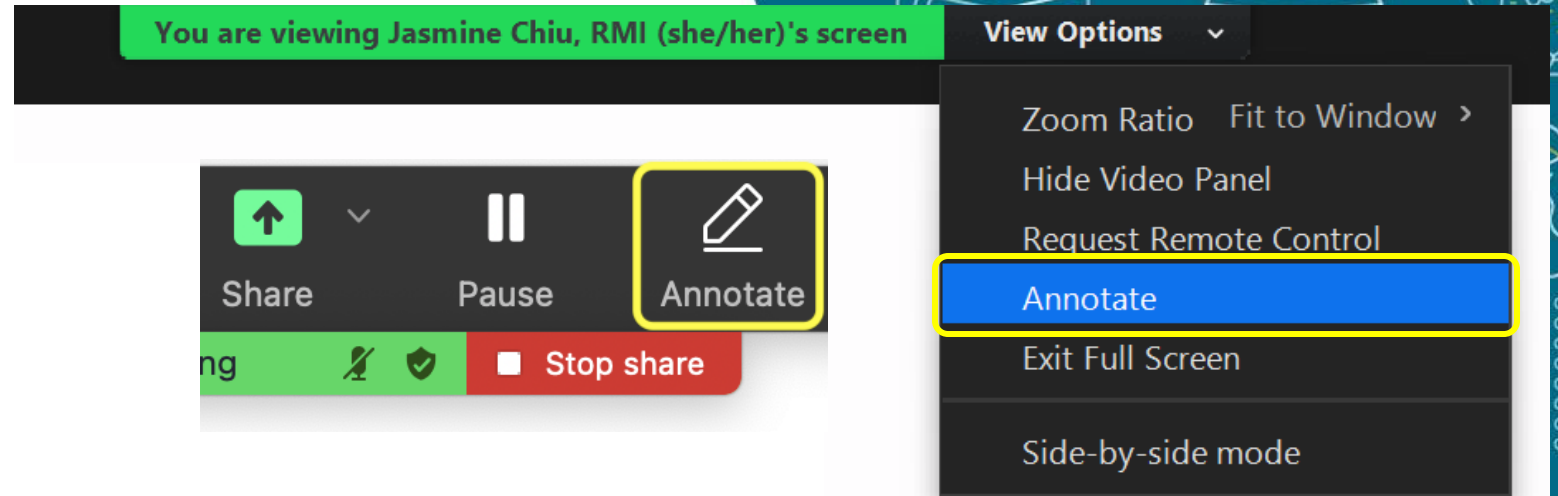 You are viewing Jasmine Chiu, RMI (she/her)'s screen
View Options
Zoom Ratio Fit to Window >
Hide Video Panel
Request Remote Control
Annotate
Exit Full Screen
Side-by-side mode
Share
Pause
Annotate
ng
Stop share